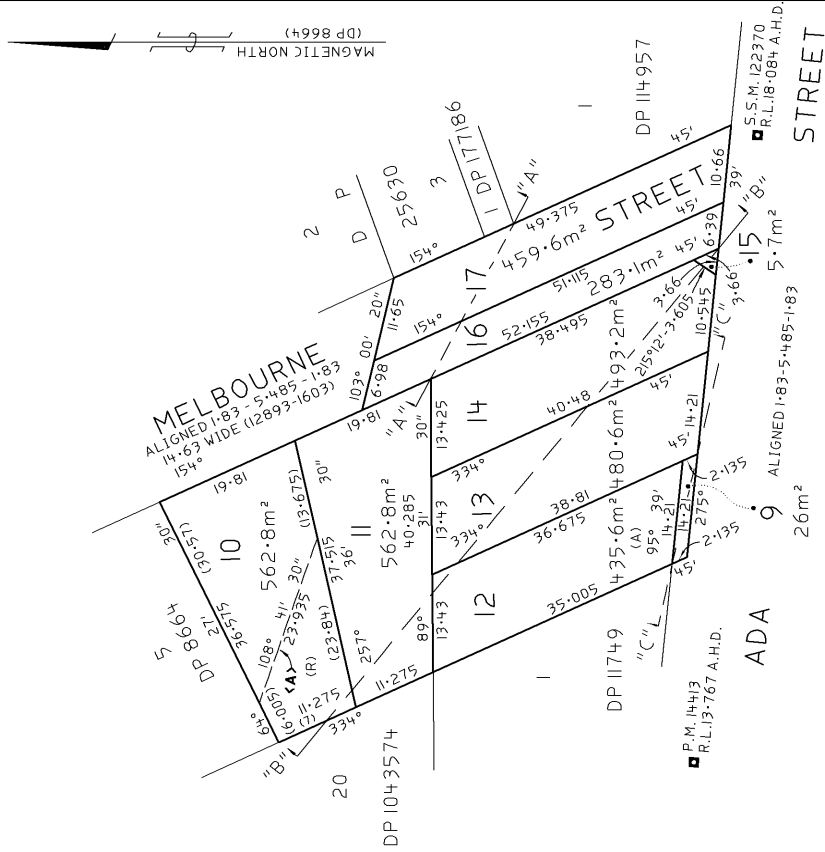 MAGNETIC NORTH
(DP 8664)
S.S.M. 122370
R.L.18·084 A.H.D.
STREET
DP 114957
1
1 DP 177186
3
25630
D P
2
"A"
49·375
STREET
45'
10·66
39'
"B"
154°
17
459·6m²
45'
6·39
15
5·7m²
20"
11·65
154°
16
51·115
283·1m²
45'
3·66
3·66
103° 00'
6·98
52·155
38·495
493·2m²
215°12'-3·605
10·545
"C"
MELBOURNE
ALIGNED 1·83 - 5·485 - 1·83
14·63 WIDE (12893-1603)
154°
19·81
19·81
"A"
30"
13·425
14
40·48
45'
480·6m²
45'
14·21
ALIGNED 1·83-5·485-1·83
30"
(30·57)
10
562·8m²
(13·675)
30"
11
562·8m²
40·285
31'
13·43
334°
13
38·81
334°
36·675
435·6m²
(A)
95°
39'
14·21
14·21
275°
2·135
2·135
9
26m²
5
DP 8664
27'
36·575
108°
41'
30"
23·935
<A>
(R)
37·515
36'
(23·84)
257°
89°
13·43
12
35·005
45'
64°
(6·005)
(7)
11·275
334°
11·275
"B"
20
DP 1043574
1
DP 11749
"C"
P.M. 14413
R.L.13·767 A.H.D.
ADA